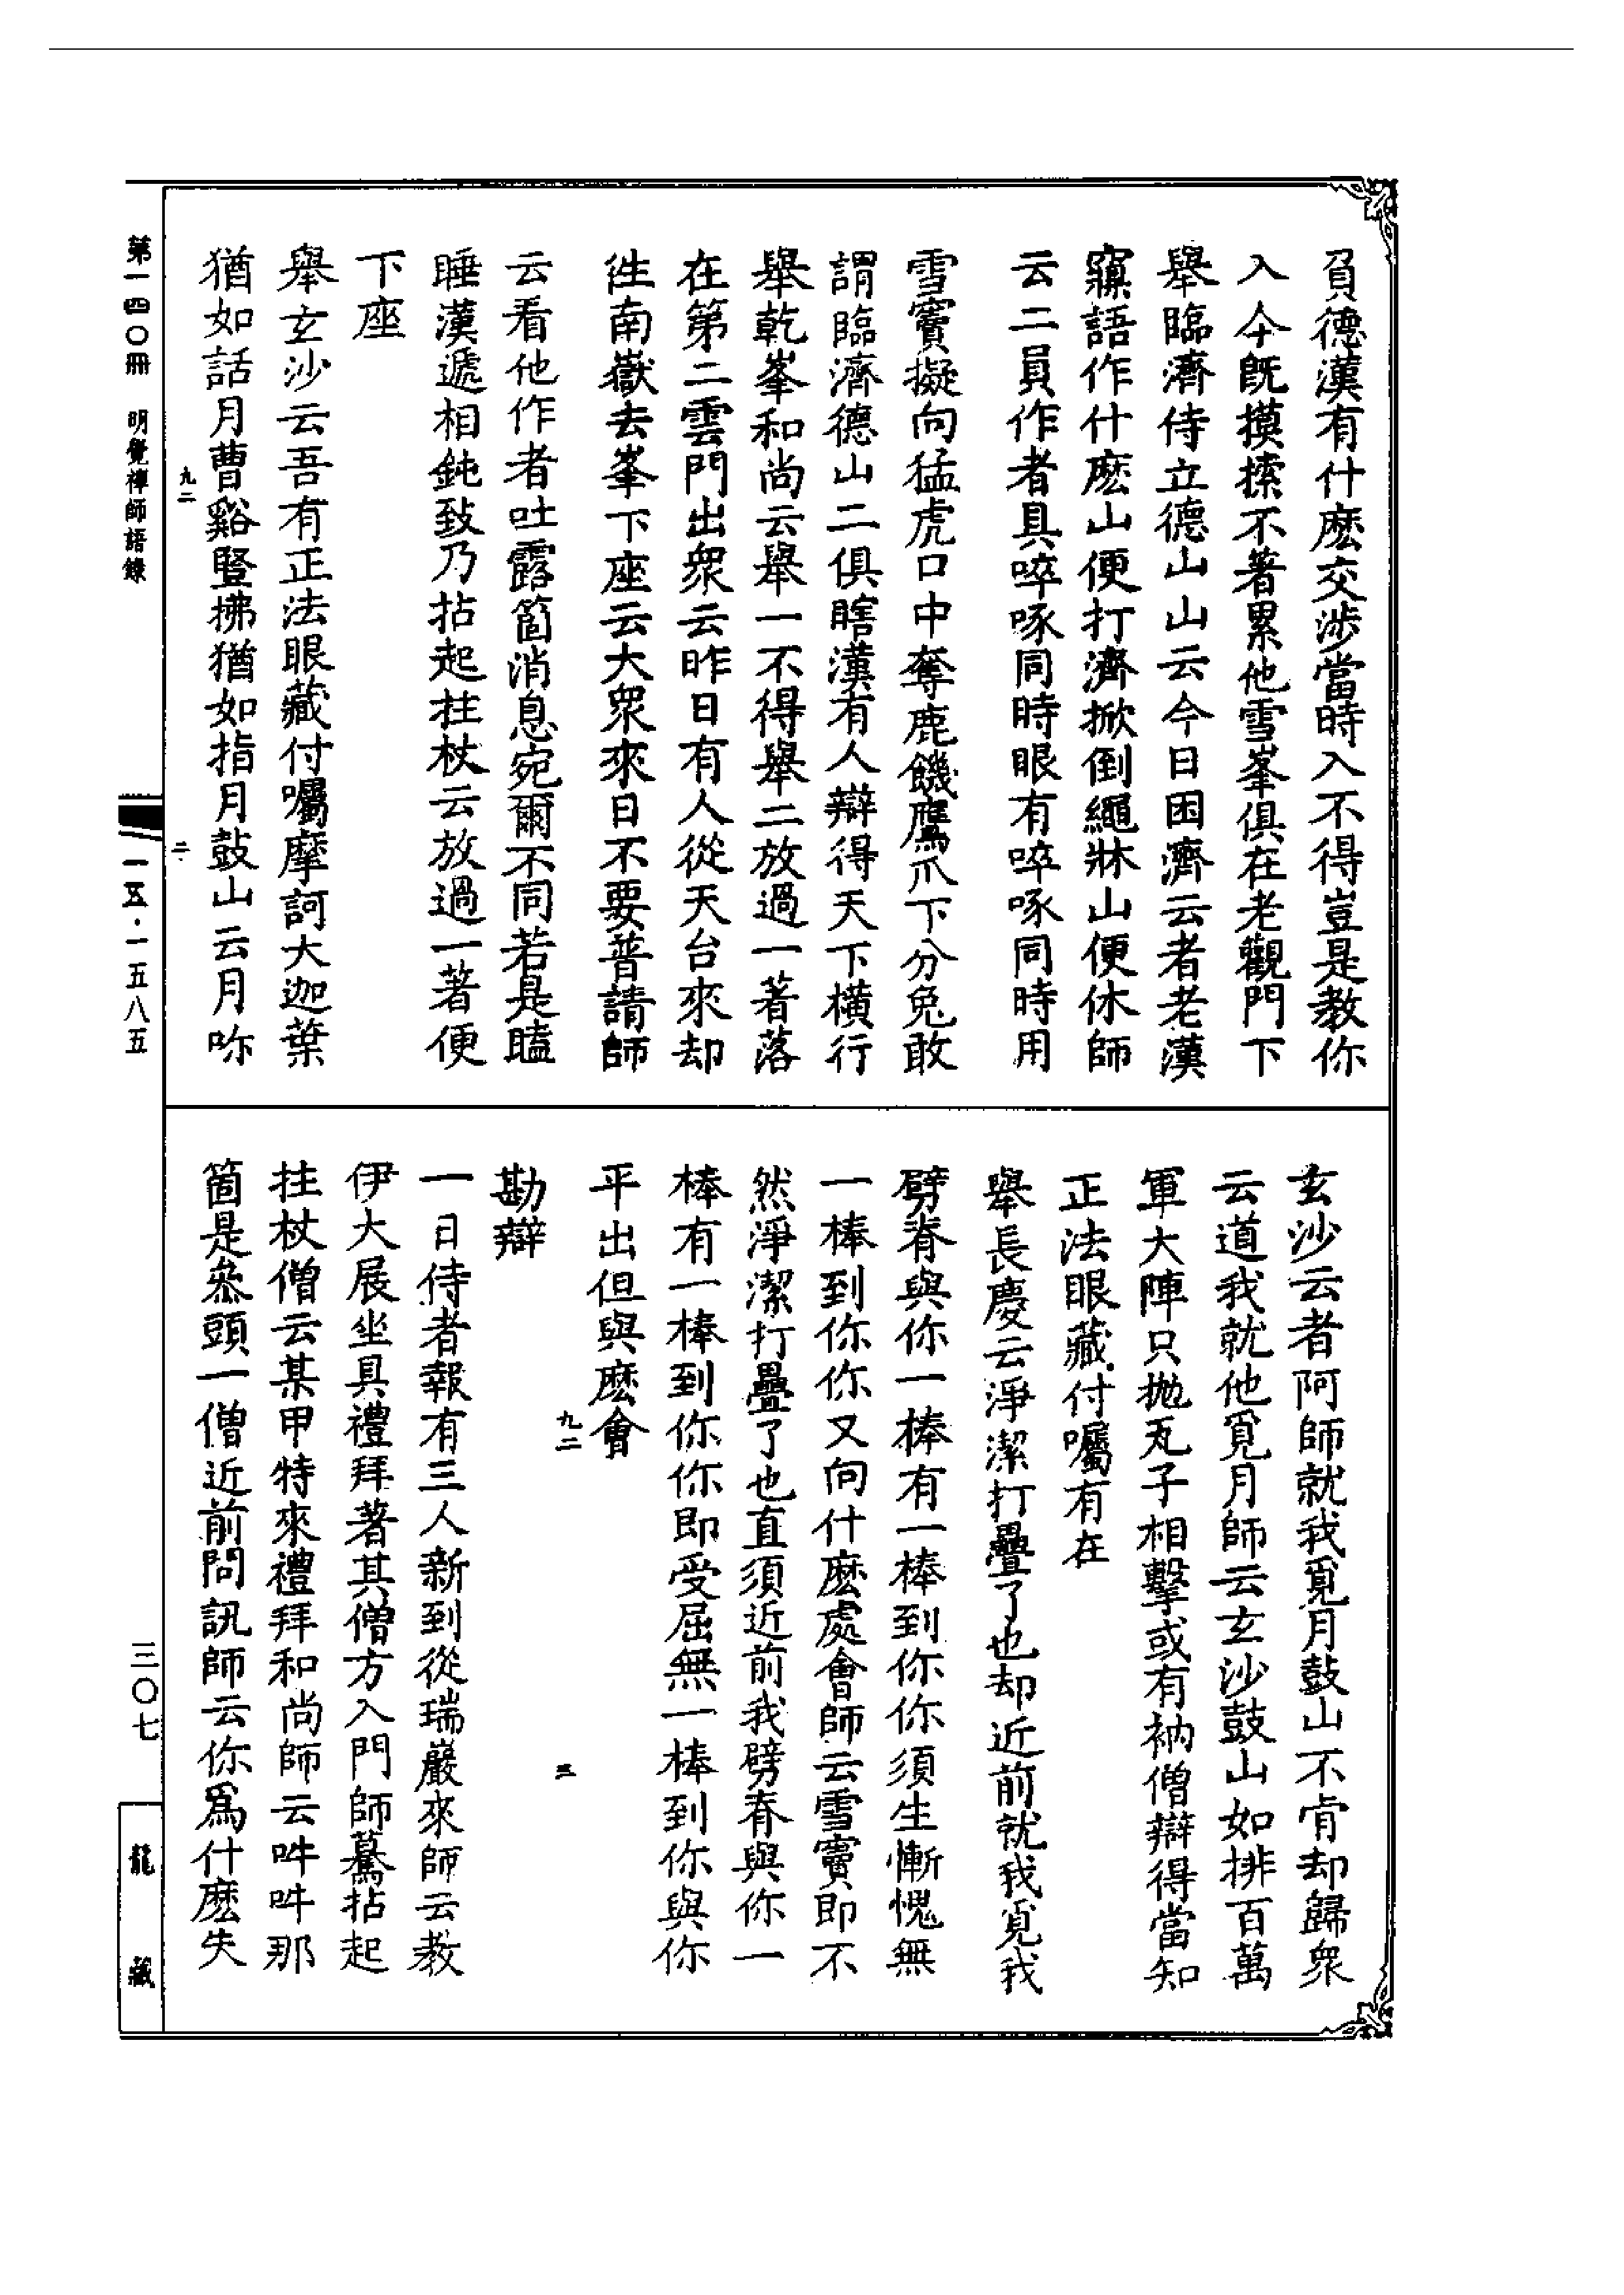 負德漢有什麽交涉當時入不得豈是教你
入今既摸𢱢不著累他雪峯俱在老觀門下
舉臨濟侍立德山山云今日困濟云者老漢
寱語作什麽山便打濟掀倒繩牀山便休師
云二員作者具啐啄同時眼有啐啄同時用
雪竇擬向猛虎口中奪鹿饑鷹爪下分兔敢
謂臨濟德山二俱瞎漢有人辯得天下橫行
舉乾峯和尚云舉一不得舉二放過一著落
在第二雲門出衆云昨日有人從天台來却
徃南嶽去峯下座云大衆來日不要普請師
云看他作者吐露箇消息宛爾不同若是瞌
睡漢遞相鈍致乃拈起拄杖云放過一著便
下座
舉玄沙云吾有正法眼藏付囑摩訶大迦葉
猶如話月曹谿豎拂猶如指月鼓山云月𠰒
九二
二
玄沙云者阿師就我覓月鼓山不肯却歸衆
云道我就他覓月師云玄沙鼓山如排百萬
軍大陣只抛瓦子相擊或有衲僧辯得當知
正法眼藏付囑有在
舉長慶云淨潔打疊了也却近前就我覓我
劈脊與你一棒有一棒到你你須生慚愧無
一棒到你你又向什麽處會師云雪竇即不
然淨潔打疊了也直須近前我劈脊與你一
棒有一棒到你你即受屈無一棒到你與你
平出但與麽會
九二
三
勘辯
一日侍者報有三人新到從瑞巖來師云教
伊大展坐具禮拜著其僧方入門師驀拈起
拄杖僧云某甲特來禮拜和尚師云吽吽那
箇是叅頭一僧近前問訊師云你爲什麽失
第一四〇冊 明覺禪師語錄
一五·一五八五
三〇七
龍藏